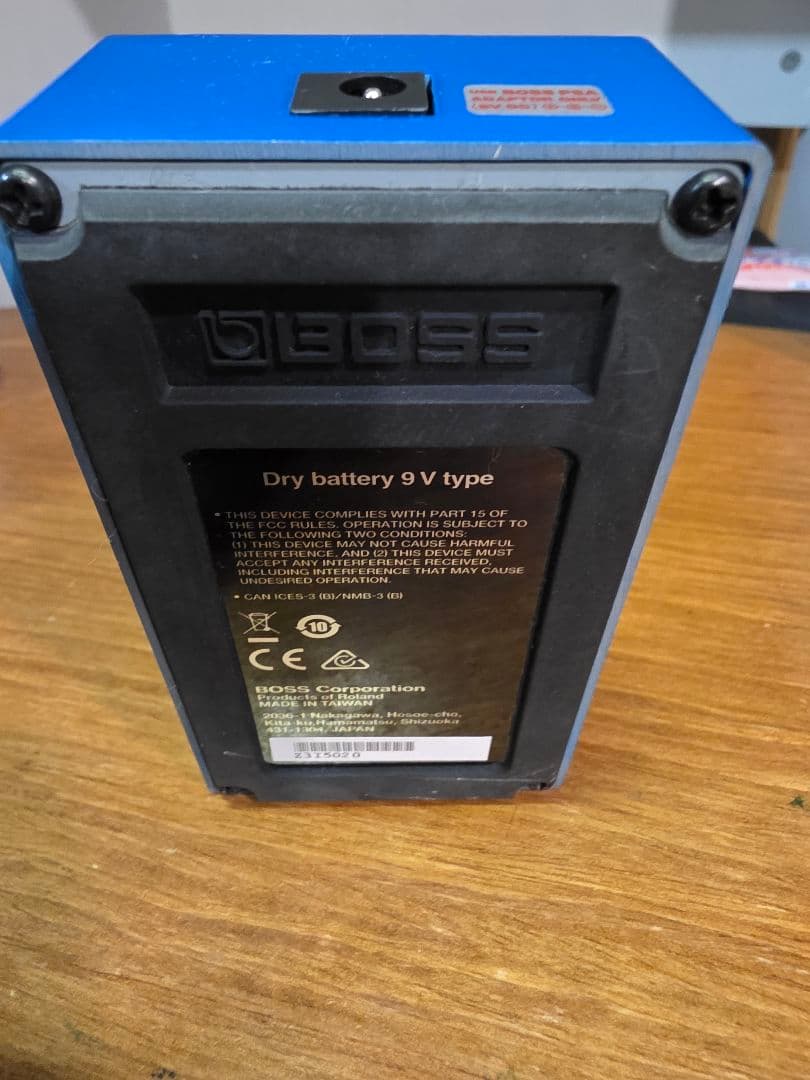 USE BOSS PSA
ADAPTOR ONLY
BOSS
Dry battery 9 V type
• THIS DEVICE COMPLIES WITH PART 15 OF
THE FCC RULES. OPERATION IS SUBJECT TO
THE FOLLOWING TWO CONDITIONS:
(1) THIS DEVICE MAY NOT CAUSE HARMFUL
INTERFERENCE, AND (2) THIS DEVICE MUST
ACCEPT ANY INTERFERENCE RECEIVED,
INCLUDING INTERFERENCE THAT MAY CAUSE
UNDESIRED OPERATION.
• CAN ICES-3 (B)/NMB-3 (B)
10
CE
BOSS Corporation
Products of Roland
MADE IN TAIWAN
2036-1 Nakagawa, Hosoe-cho,
Kita-ku, Hamamatsu, Shizuoka
431-1304, JAPAN
Z3I5020